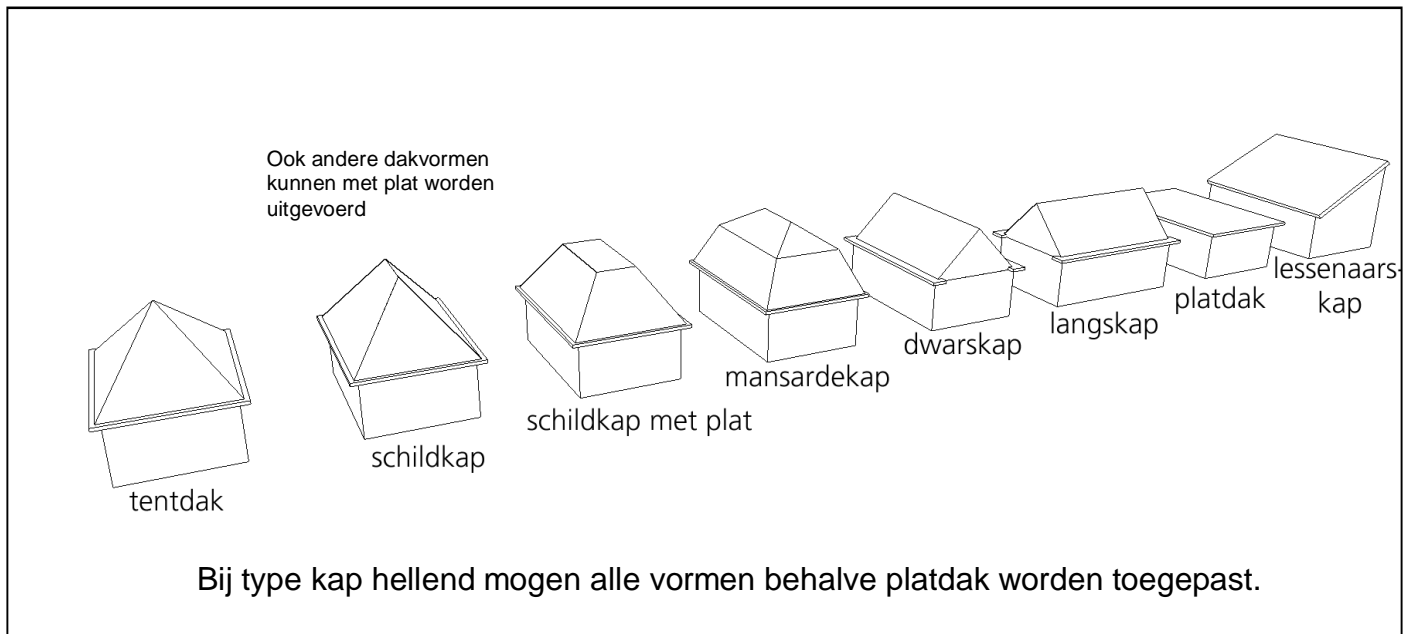 Ook andere dakvormen
kunnen met plat worden
uitgevoerd
tentdak
schildkap
schildkap met plat
mansardekap
dwarskap
langskap
platdak
lessenaars-
kap
Bij type kap hellend mogen alle vormen behalve platdak worden toegepast.